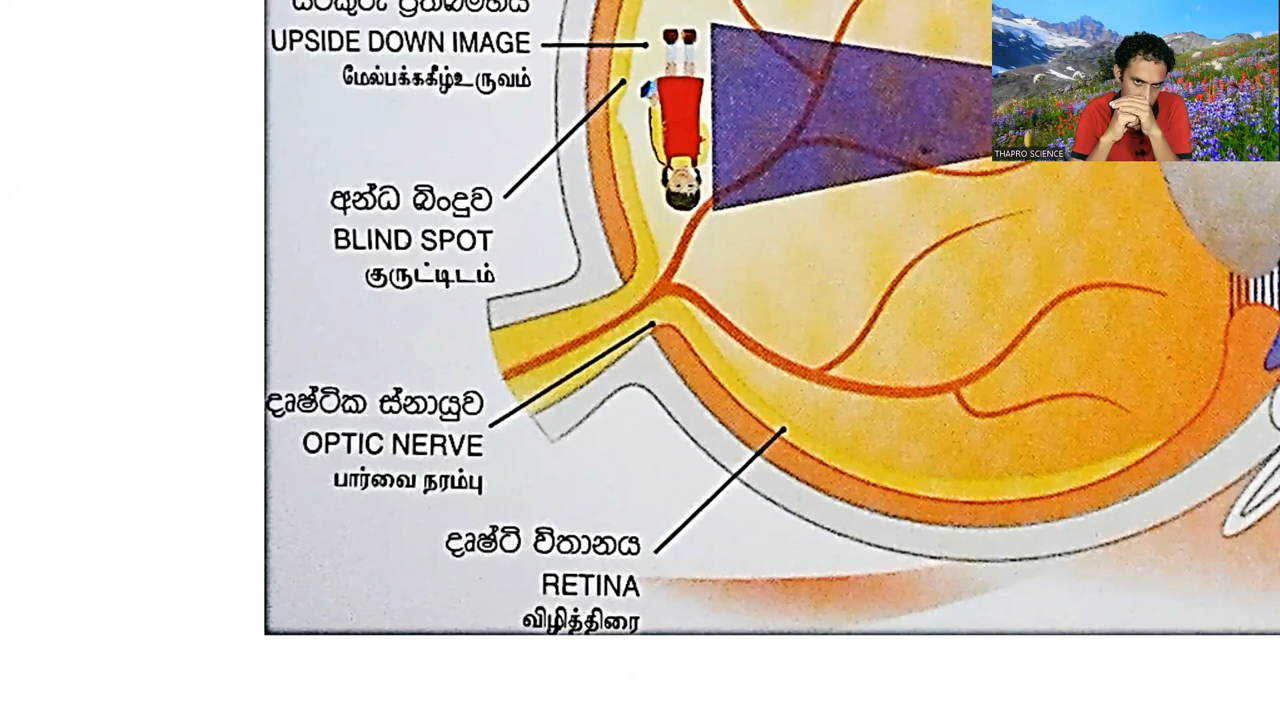 UPSIDE DOWN IMAGE
மேல்பக்ககீழ்உருவம்
අන්ධ බිංදුව
BLIND SPOT
குருட்டிடம்
දෘෂ්ටික ස්නායුව
OPTIC NERVE
பார்வை நரம்பு
දෘෂ්ටි විතානය
RETINA
விழித்திரை
THAPRO SCIENCE